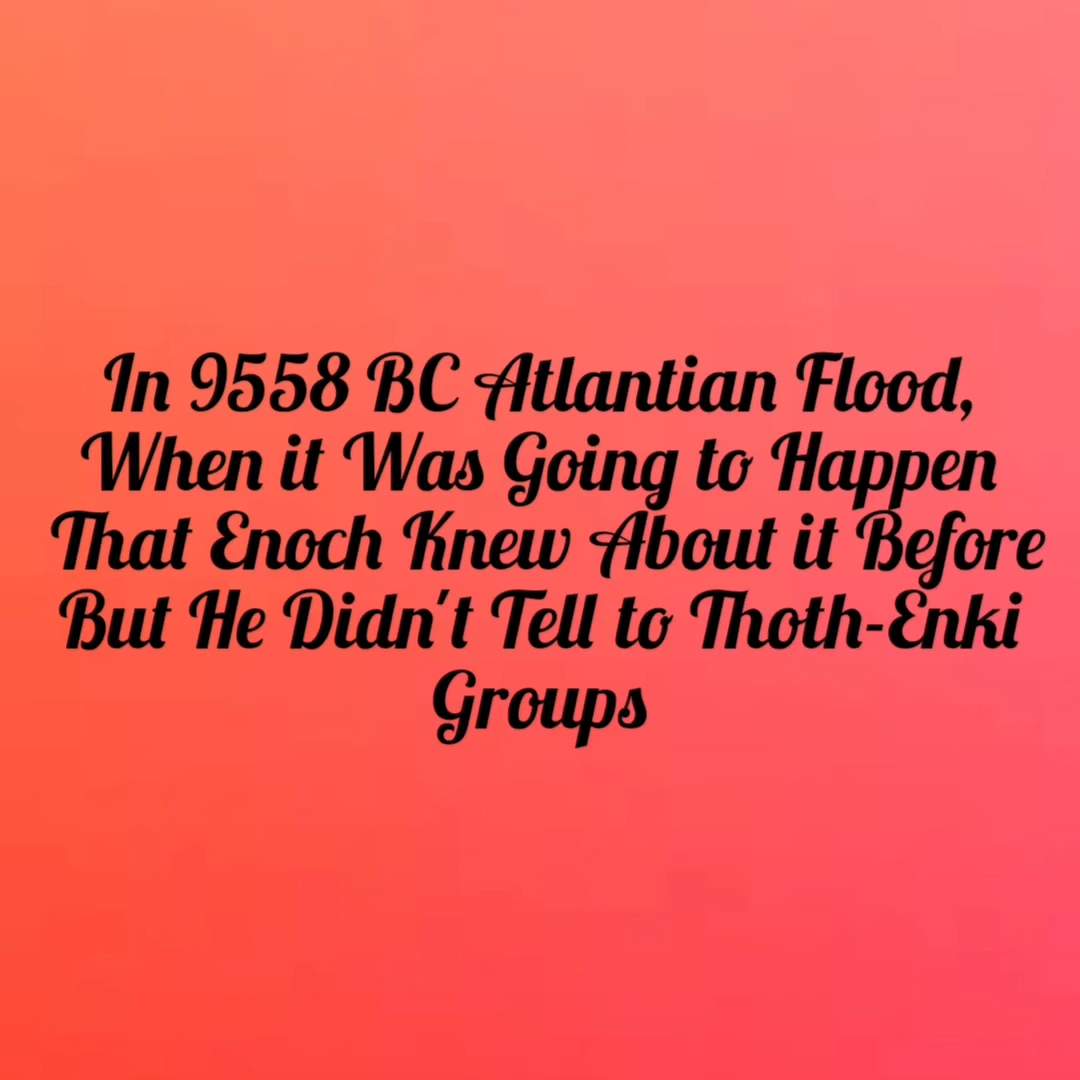 In 9558 BC Atlantian Flood,
When it Was Going to Happen
That Enoch Knew About it Before
But He Didn't Tell to Thoth-Enki
Groups